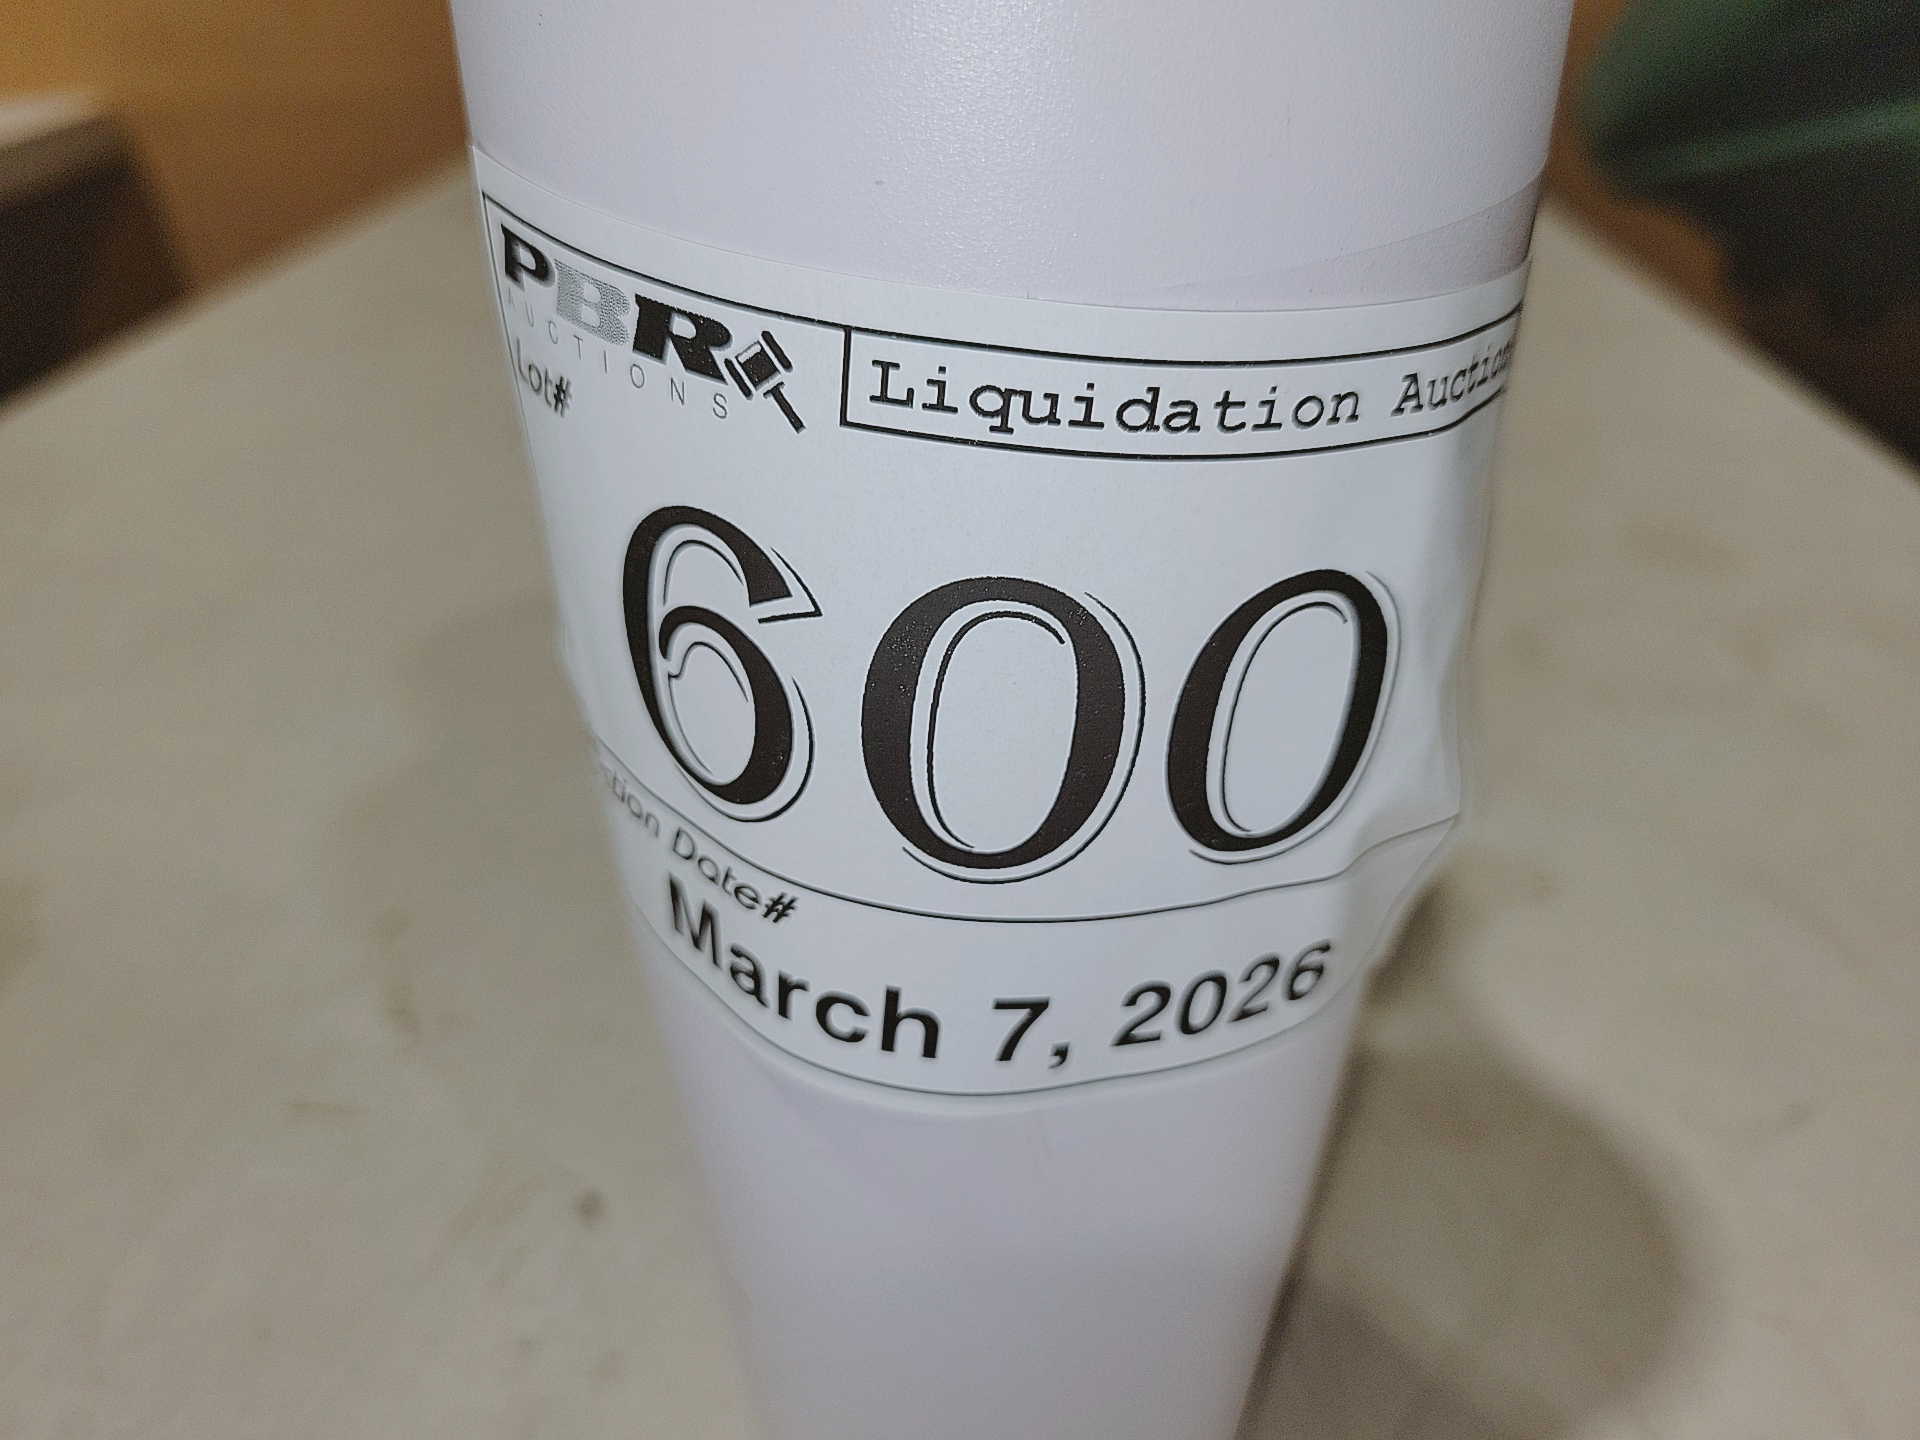 PBR
AUCTIONS
Liquidation Auction
Lot#
600
Date#
March 7, 2026